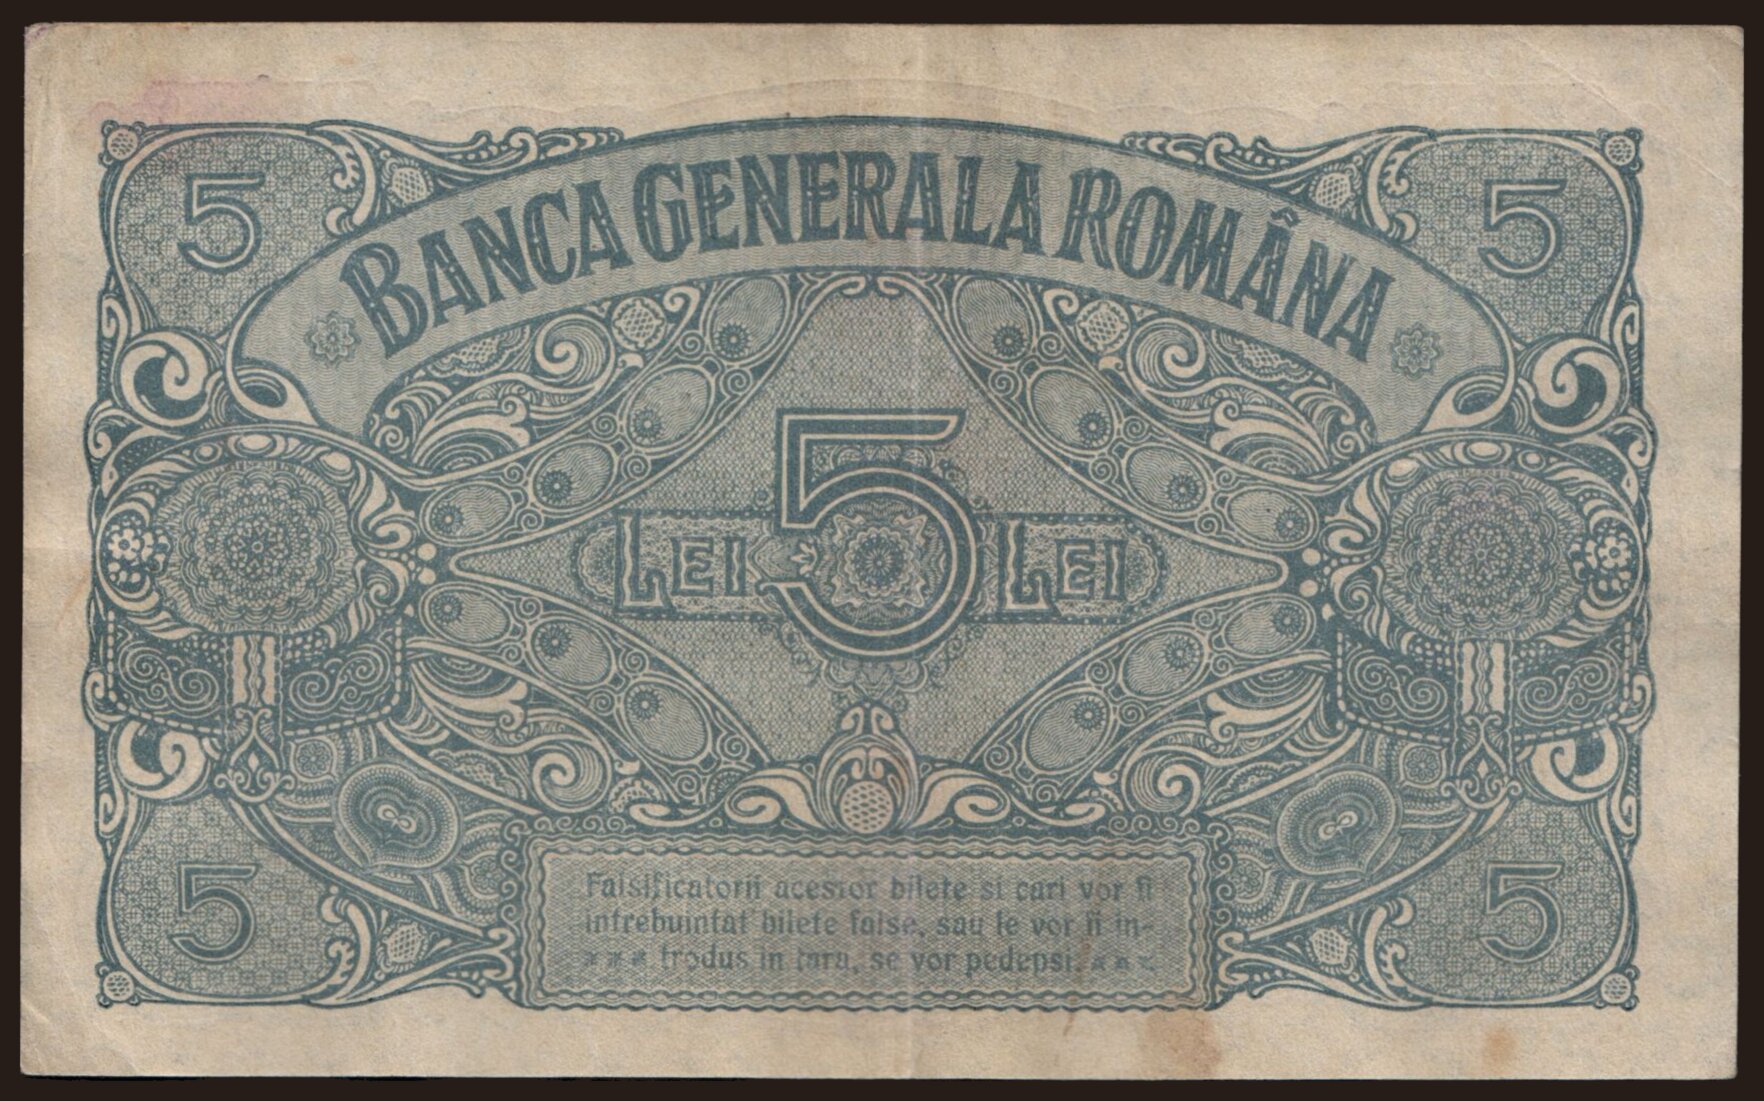 5
5
BANCA GENERALA ROMÂNA
LEI 5 LEI
Falsificatorii acestor bilete si cari vor fi
intrebuintat bilete false, sau le vor fi in-
*** trodus in tara, se vor pedepsi. ***
5
5